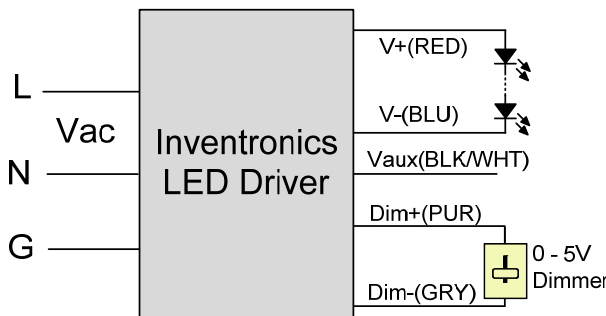 L
Vac
N
G
Inventronics
LED Driver
V+(RED)
V-(BLU)
Vaux(BLK/WHT)
Dim+(PUR)
Dim-(GRY)
0 - 5V
Dimmer